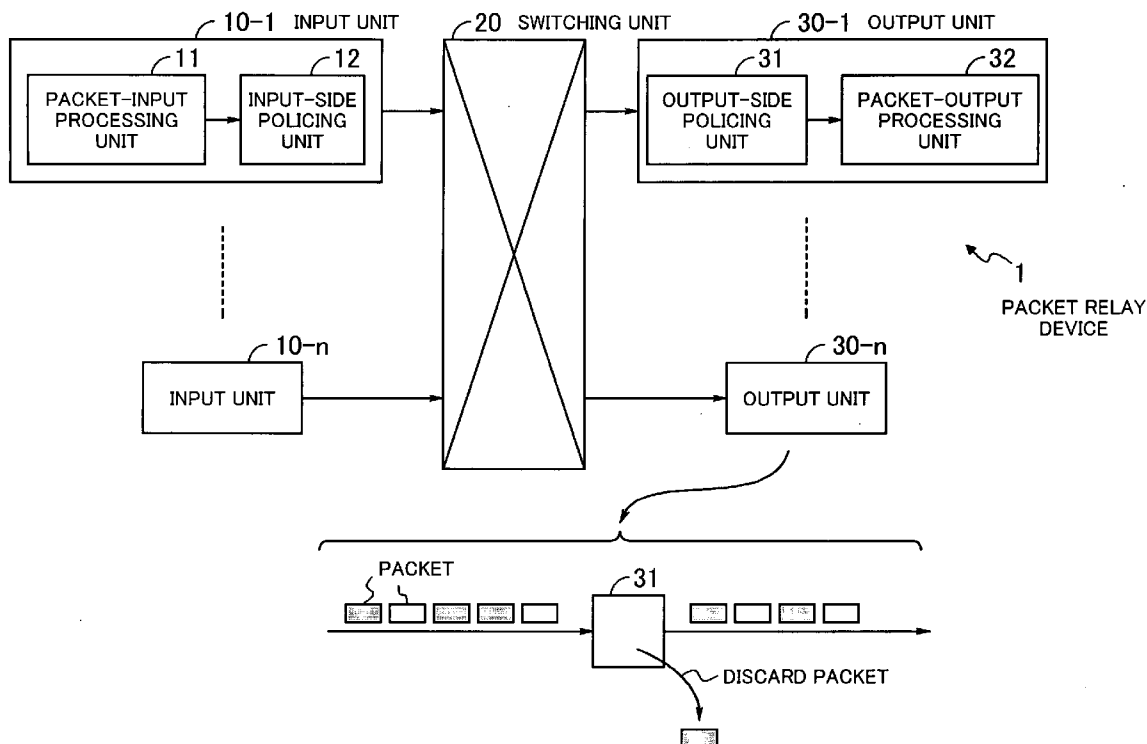 10-1 INPUT UNIT
20 SWITCHING UNIT
30-1 OUTPUT UNIT
11
12
31
32
PACKET-INPUT
PROCESSING
UNIT
INPUT-SIDE
POLICING
UNIT
OUTPUT-SIDE
POLICING
UNIT
PACKET-OUTPUT
PROCESSING
UNIT
1
PACKET RELAY
DEVICE
10-n
INPUT UNIT
30-n
OUTPUT UNIT
PACKET
31
DISCARD PACKET